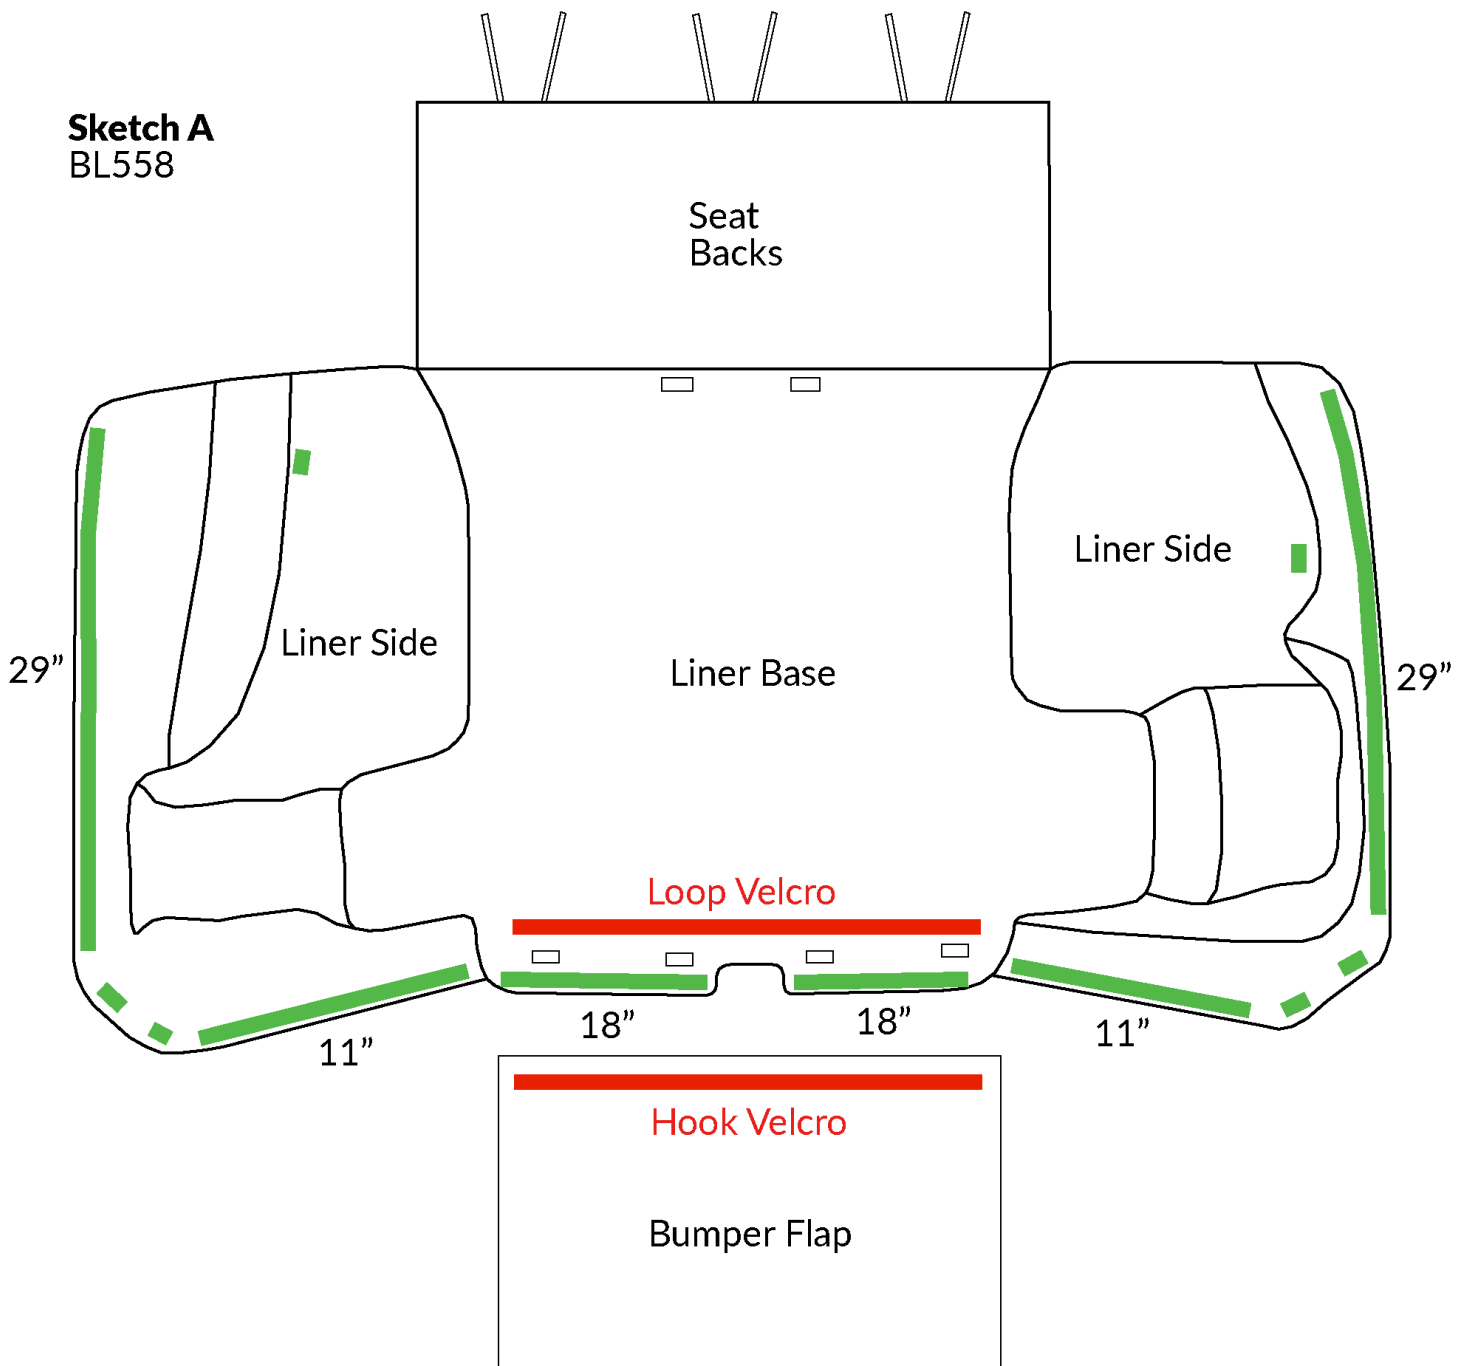 Sketch A
BL558
Seat
Backs
Liner Side
Liner Side
29”
Liner Base
29”
Loop Velcro
18”
18”
11”
11”
Hook Velcro
Bumper Flap